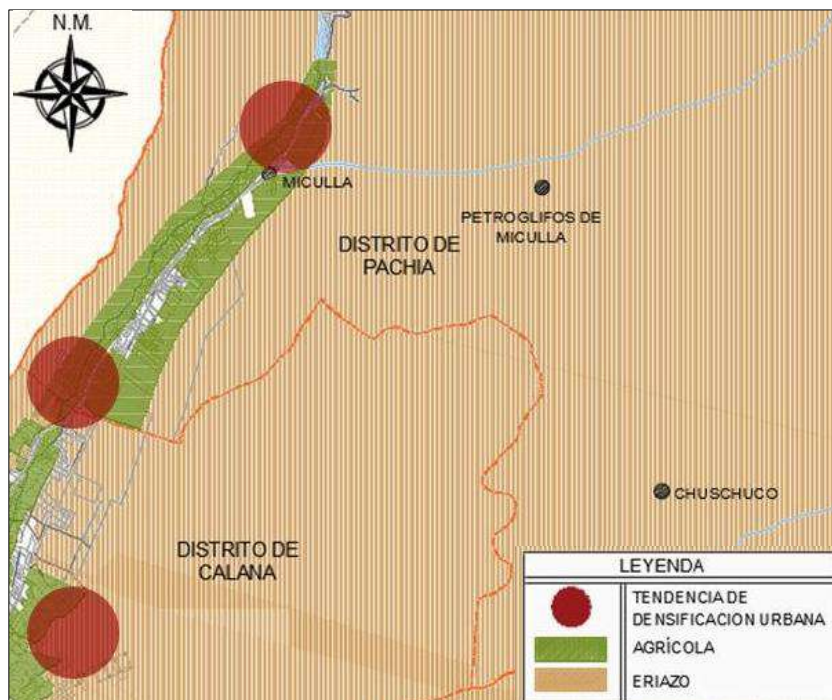 N.M.
MICULLA
PETROGLIFOS DE
MICULLA
DISTRITO DE
PACHIA
CHUSCHUCO
DISTRITO DE
CALANA
LEYENDA
TENDENCIA DE
DENSIFICACION URBANA
AGRÍCOLA
ERIAZO